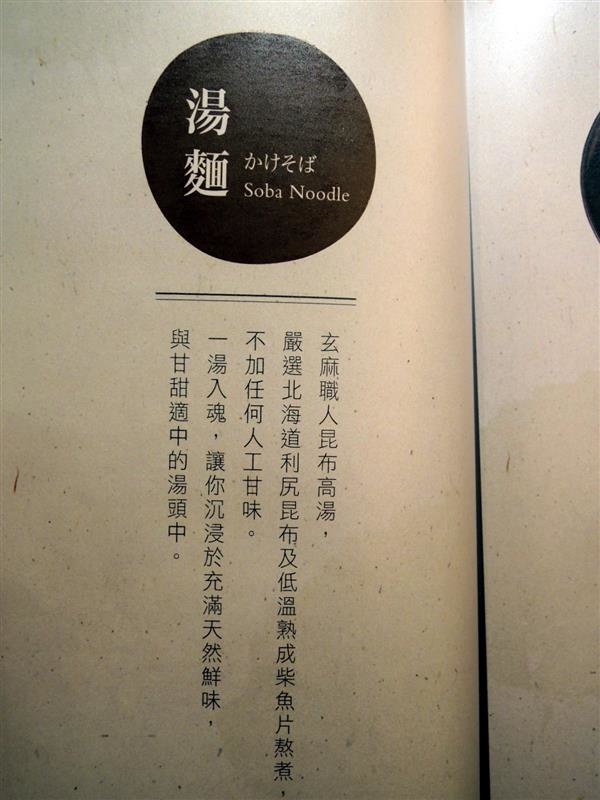 湯麵
かけそば
Soba Noodle
玄麻職人昆布高湯，
嚴選北海道利尻昆布及低溫熟成柴魚片熬煮，
不加任何人工甘味。
一湯入魂，讓你沉浸於充滿天然鮮味，
與甘甜適中的湯頭中。